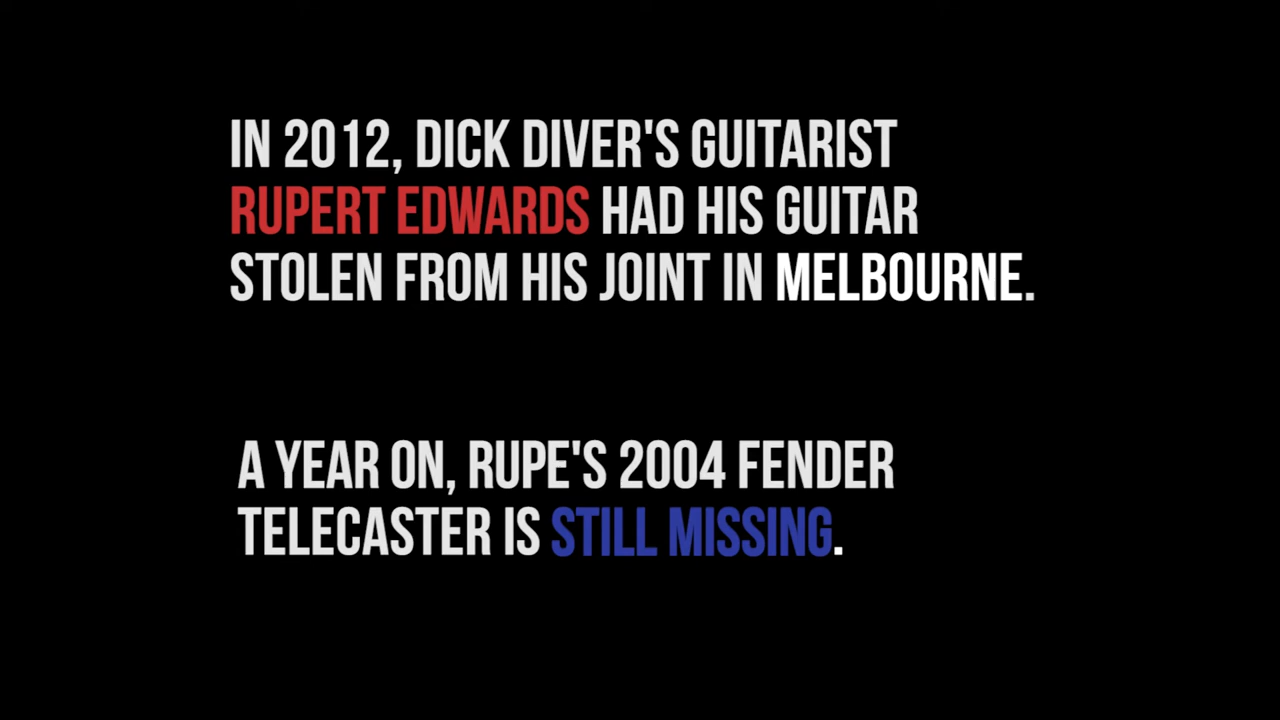 IN 2012, DICK DIVER'S GUITARIST
RUPERT EDWARDS HAD HIS GUITAR
STOLEN FROM HIS JOINT IN MELBOURNE.
A YEAR ON, RUPE'S 2004 FENDER
TELECASTER IS STILL MISSING.